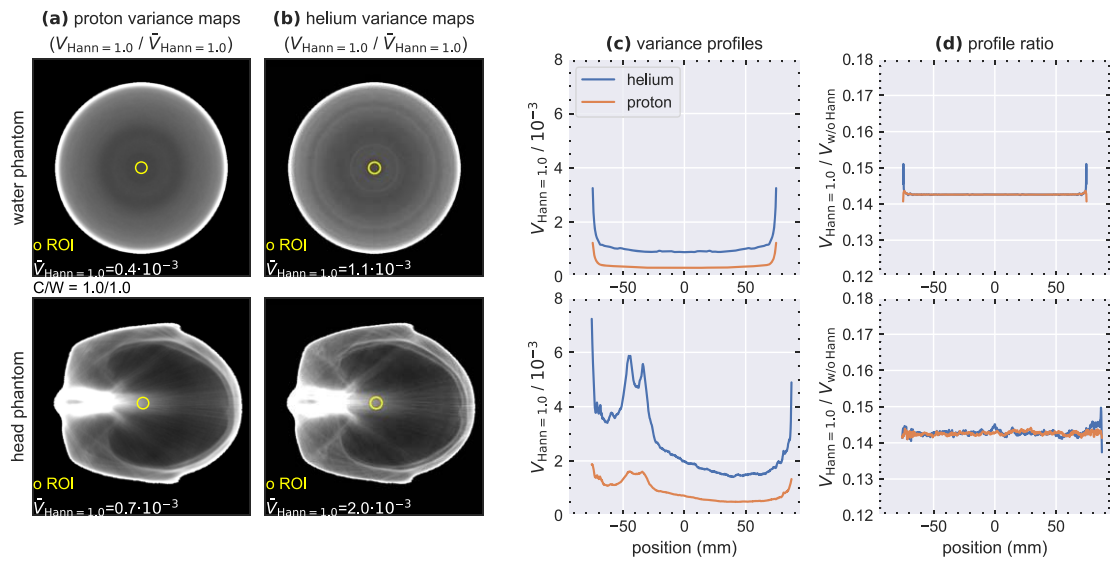 (a) proton variance maps
(V_Hann = 1.0 / V̄_Hann = 1.0)
(b) helium variance maps
(V_Hann = 1.0 / V̄_Hann = 1.0)
(c) variance profiles
(d) profile ratio
water phantom
o ROI
V̄_Hann = 1.0=0.4·10⁻³
C/W = 1.0/1.0
o ROI
V̄_Hann = 1.0=1.1·10⁻³
V_Hann = 1.0 / 10⁻³
8
6
4
2
0
helium
proton
−50 0 50
V_Hann = 1.0 / V_w/o Hann
0.18
0.17
0.16
0.15
0.14
0.13
0.12
−50 0 50
head phantom
o ROI
V̄_Hann = 1.0=0.7·10⁻³
o ROI
V̄_Hann = 1.0=2.0·10⁻³
V_Hann = 1.0 / 10⁻³
8
6
4
2
0
−50 0 50
position (mm)
V_Hann = 1.0 / V_w/o Hann
0.18
0.17
0.16
0.15
0.14
0.13
0.12
−50 0 50
position (mm)